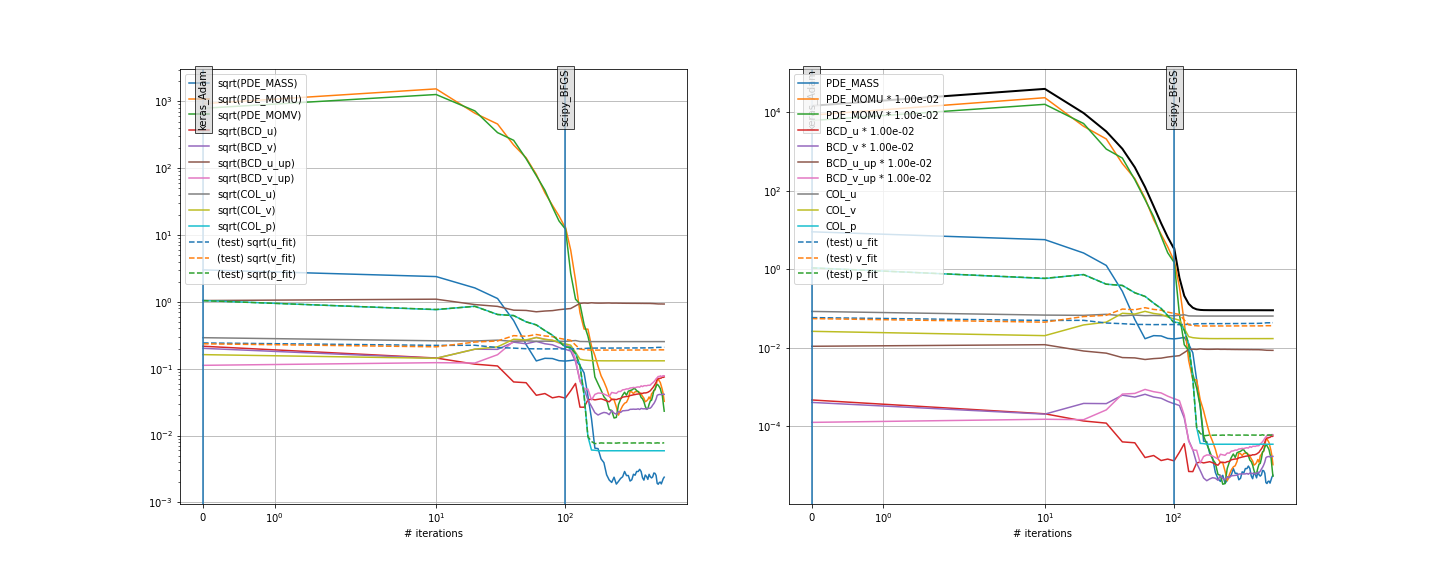 keras_Adam
scipy_BFGS
sqrt(PDE_MASS)
sqrt(PDE_MOMU)
sqrt(PDE_MOMV)
sqrt(BCD_u)
sqrt(BCD_v)
sqrt(BCD_u_up)
sqrt(BCD_v_up)
sqrt(COL_u)
sqrt(COL_v)
sqrt(COL_p)
(test) sqrt(u_fit)
(test) sqrt(v_fit)
(test) sqrt(p_fit)
10³
10²
10¹
10⁰
10⁻¹
10⁻²
10⁻³
0
10⁰
10¹
10²
# iterations
keras_Adam
scipy_BFGS
PDE_MASS
PDE_MOMU * 1.00e-02
PDE_MOMV * 1.00e-02
BCD_u * 1.00e-02
BCD_v * 1.00e-02
BCD_u_up * 1.00e-02
BCD_v_up * 1.00e-02
COL_u
COL_v
COL_p
(test) u_fit
(test) v_fit
(test) p_fit
10⁴
10²
10⁰
10⁻²
10⁻⁴
0
10⁰
10¹
10²
# iterations